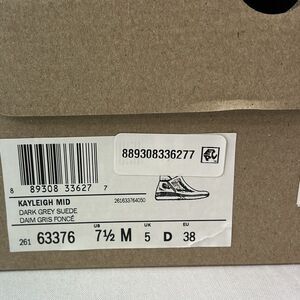 889308336277
8 89308 33627 7
KAYLEIGH MID
261633764050
DARK GREY SUEDE
DAIM GRIS FONCÉ
US UK
261 63376 7½ M 5 D 38